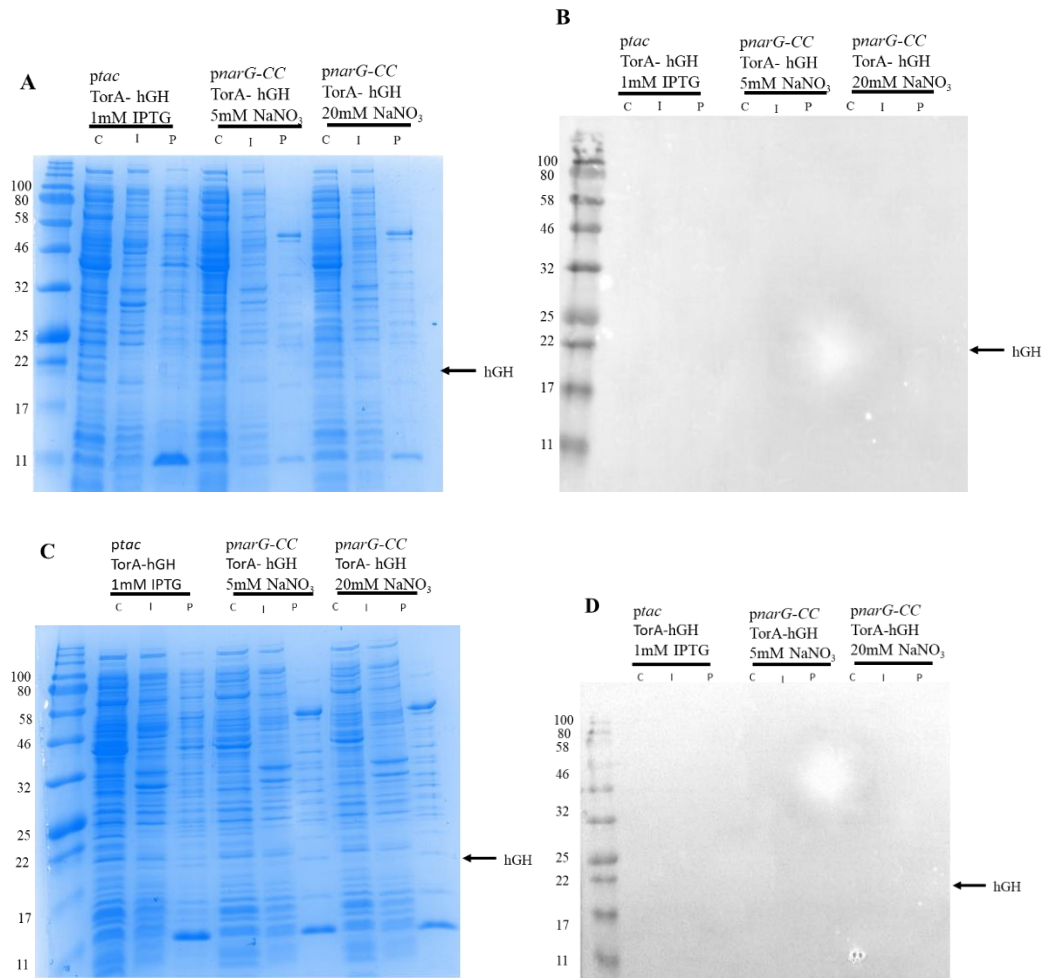 A
ptac
TorA- hGH
1mM IPTG
pnarG-CC
TorA- hGH
5mM NaNO3
pnarG-CC
TorA- hGH
20mM NaNO3
C I P C I P C I P
100
80
58
46
32
25
22
17
11
hGH
B
ptac
TorA- hGH
1mM IPTG
pnarG-CC
TorA- hGH
5mM NaNO3
pnarG-CC
TorA- hGH
20mM NaNO3
C I P C I P C I P
100
80
58
46
32
25
22
17
11
hGH
C
ptac
TorA-hGH
1mM IPTG
pnarG-CC
TorA- hGH
5mM NaNO3
pnarG-CC
TorA- hGH
20mM NaNO3
C I P C I P C I P
100
80
58
46
32
25
22
17
11
hGH
D
ptac
TorA-hGH
1mM IPTG
pnarG-CC
TorA-hGH
5mM NaNO3
pnarG-CC
TorA-hGH
20mM NaNO3
C I P C I P C I P
100
80
58
46
32
25
22
17
11
hGH